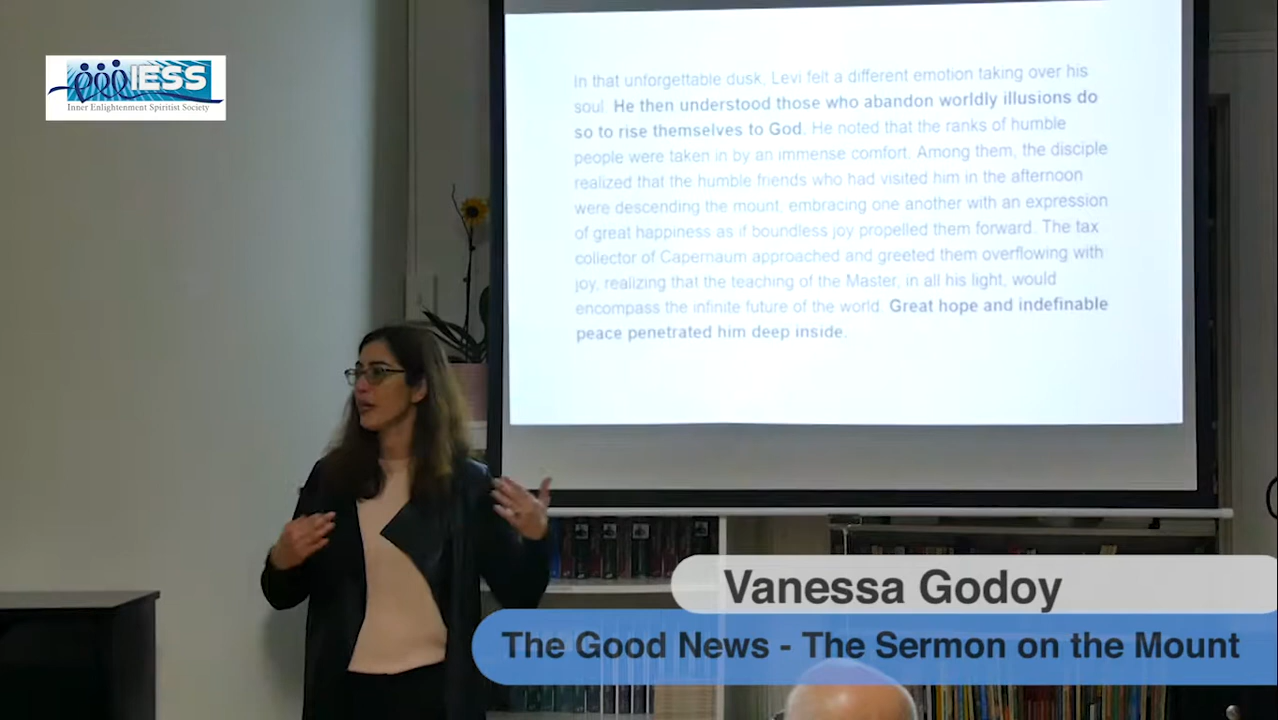 IESS
Inner Enlightenment Spiritist Society
In that unforgettable dusk, Levi felt a different emotion taking over his
soul. He then understood those who abandon worldly illusions do
so to rise themselves to God. He noted that the ranks of humble
people were taken in by an immense comfort. Among them, the disciple
realized that the humble friends who had visited him in the afternoon
were descending the mount, embracing one another with an expression
of great happiness as if boundless joy propelled them forward. The tax
collector of Capernaum approached and greeted them overflowing with
joy, realizing that the teaching of the Master, in all his light, would
encompass the infinite future of the world. Great hope and indefinable
peace penetrated him deep inside.
Vanessa Godoy
The Good News - The Sermon on the Mount